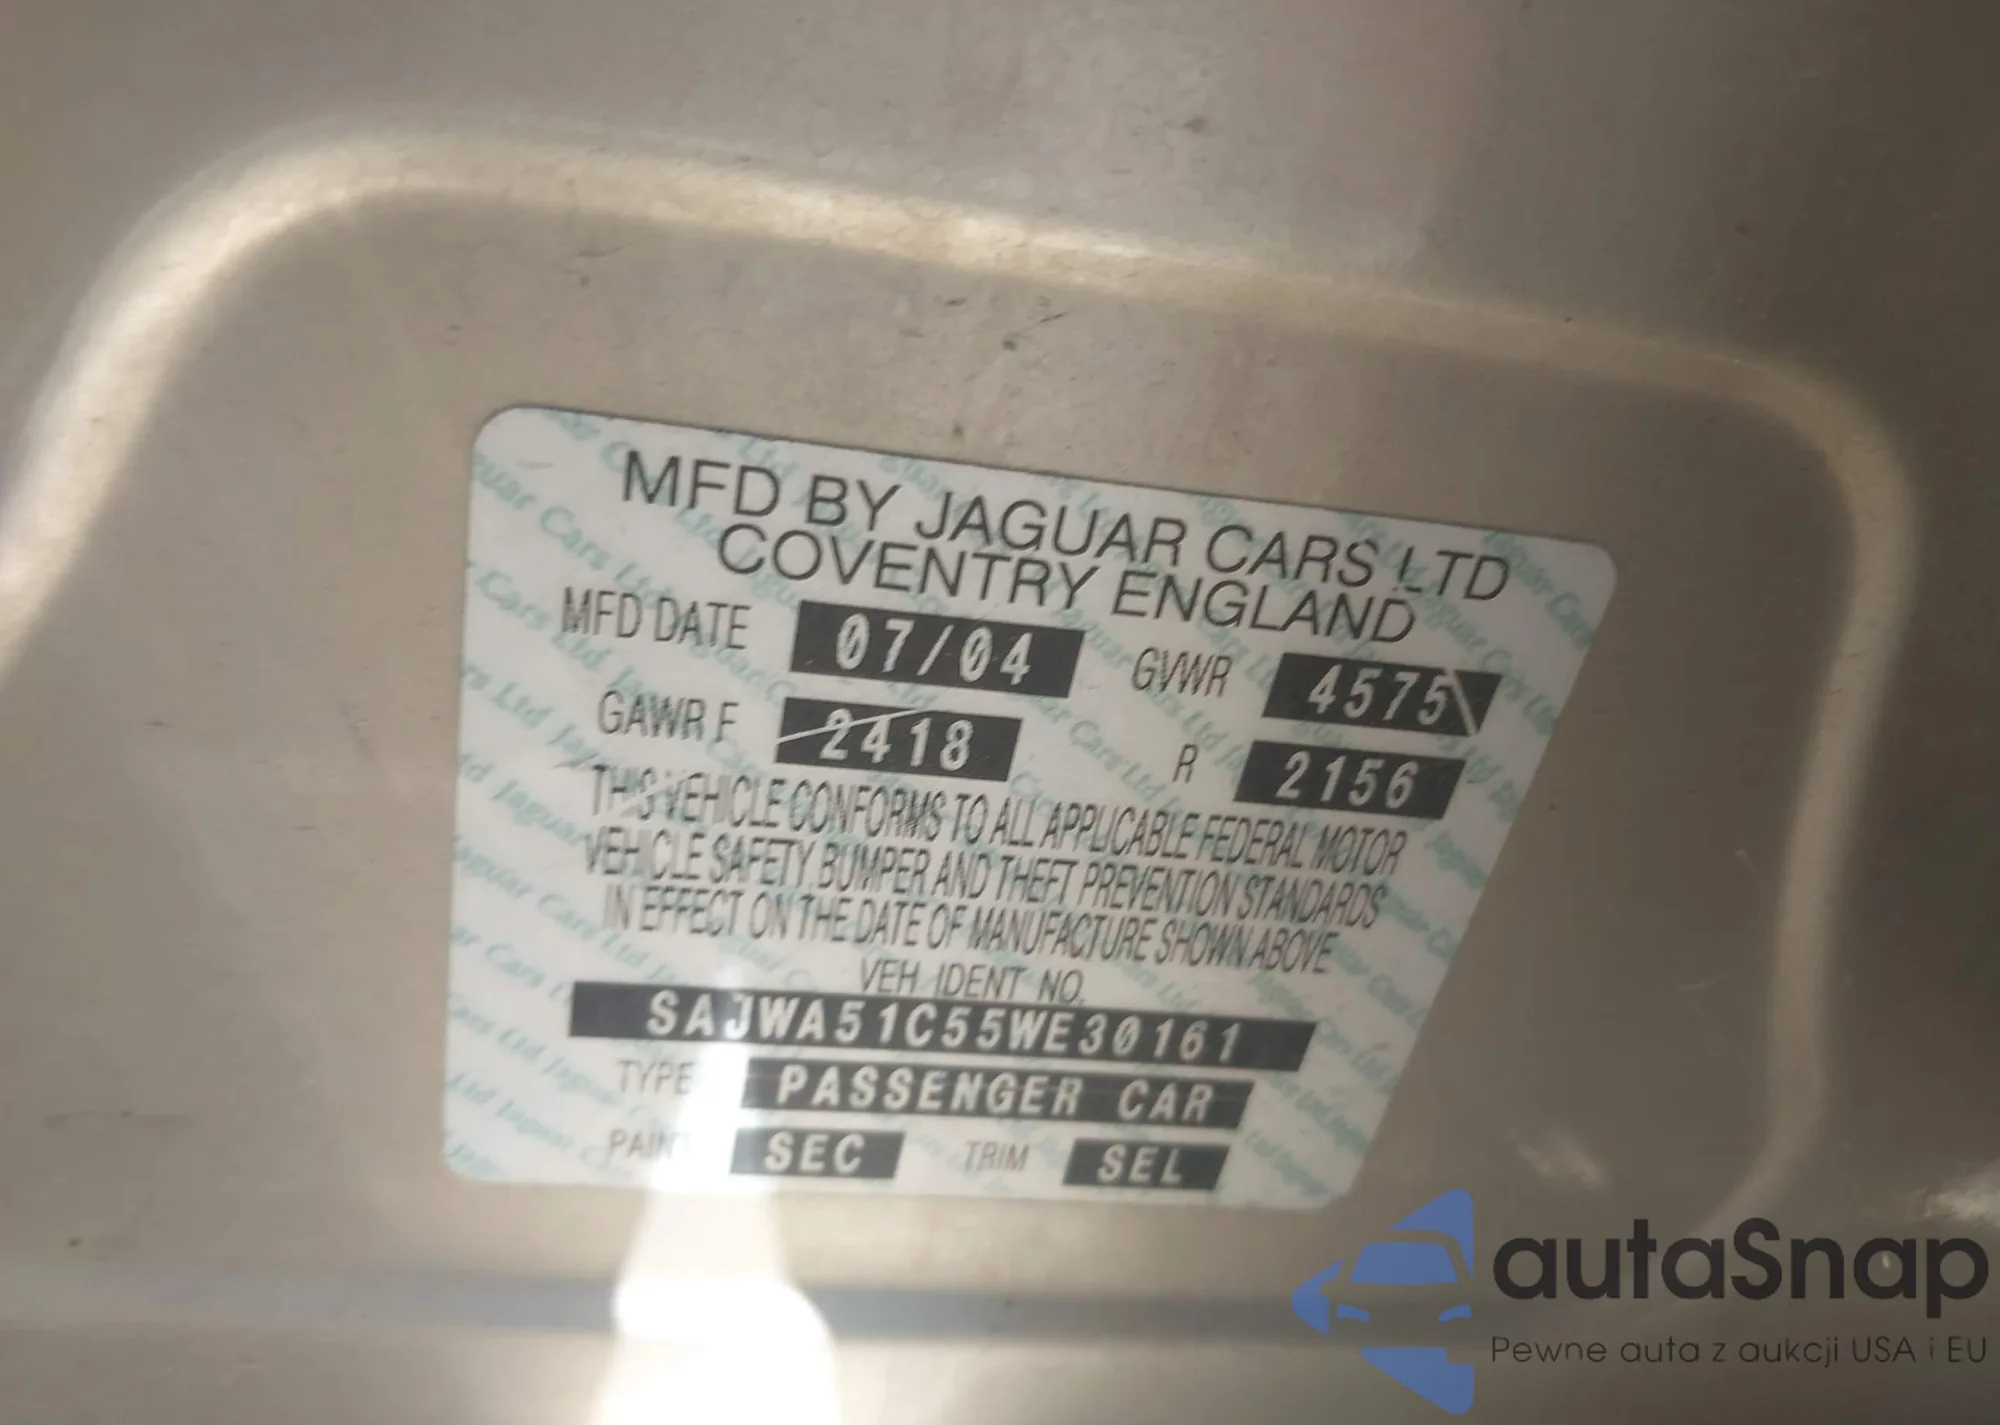 MFD BY JAGUAR CARS LTD
COVENTRY ENGLAND
MFD DATE 07/04 GVWR 4575
GAWR F 2418 R 2156
THIS VEHICLE CONFORMS TO ALL APPLICABLE FEDERAL MOTOR
VEHICLE SAFETY, BUMPER AND THEFT PREVENTION STANDARDS
IN EFFECT ON THE DATE OF MANUFACTURE SHOWN ABOVE
VEH IDENT NO.
SAJWA51C55WE30161
TYPE PASSENGER CAR
PAINT SEC TRIM SEL
autaSnap
Pewne auta z aukcji USA i EU